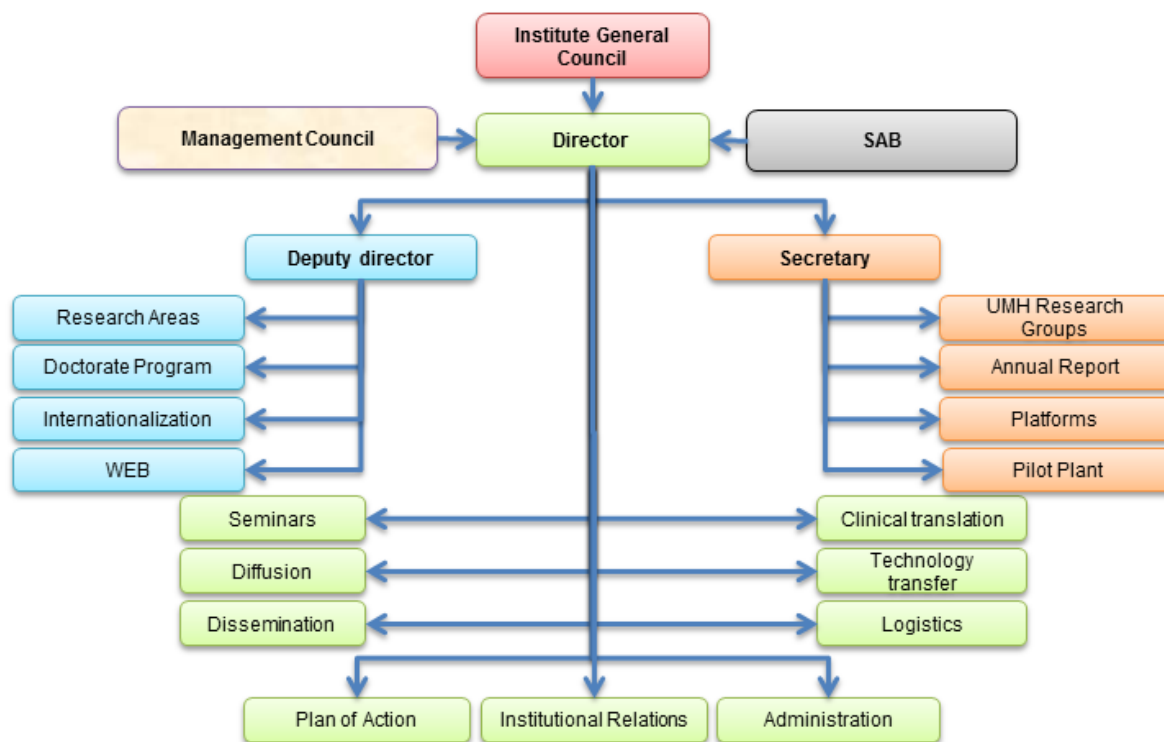 Institute General
Council
Management Council
Director
SAB
Deputy director
Secretary
Research Areas
UMH Research
Groups
Doctorate Program
Annual Report
Internationalization
Platforms
WEB
Pilot Plant
Seminars
Clinical translation
Diffusion
Technology
transfer
Dissemination
Logistics
Plan of Action
Institutional Relations
Administration